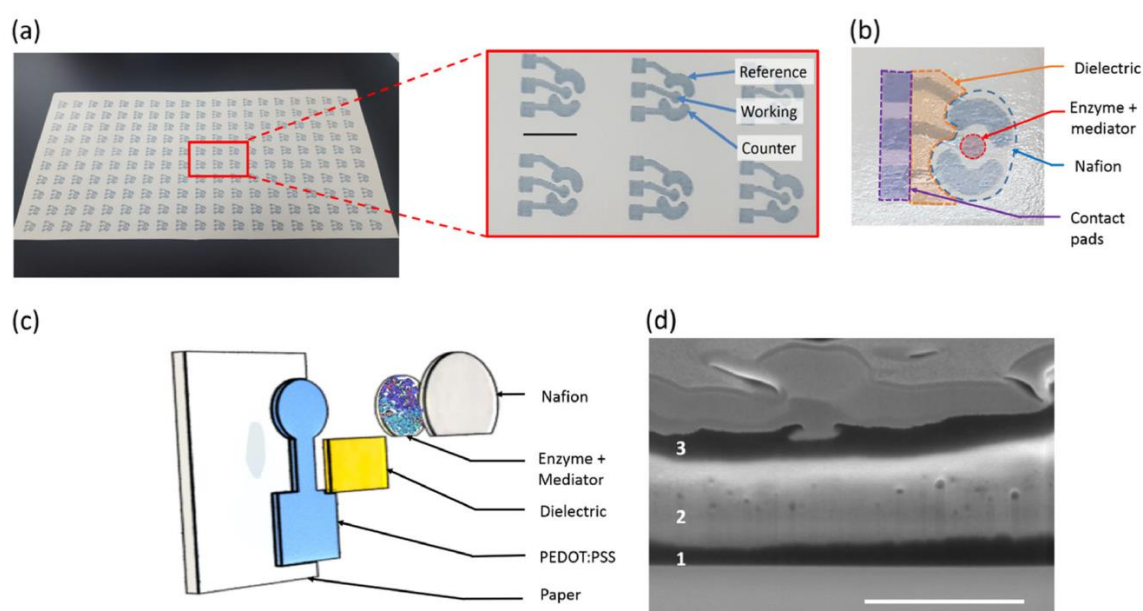 (a)
Reference
Working
Counter
(b)
Dielectric
Enzyme +
mediator
Nafion
Contact
pads
(c)
Nafion
Enzyme +
Mediator
Dielectric
PEDOT:PSS
Paper
(d)
3
2
1